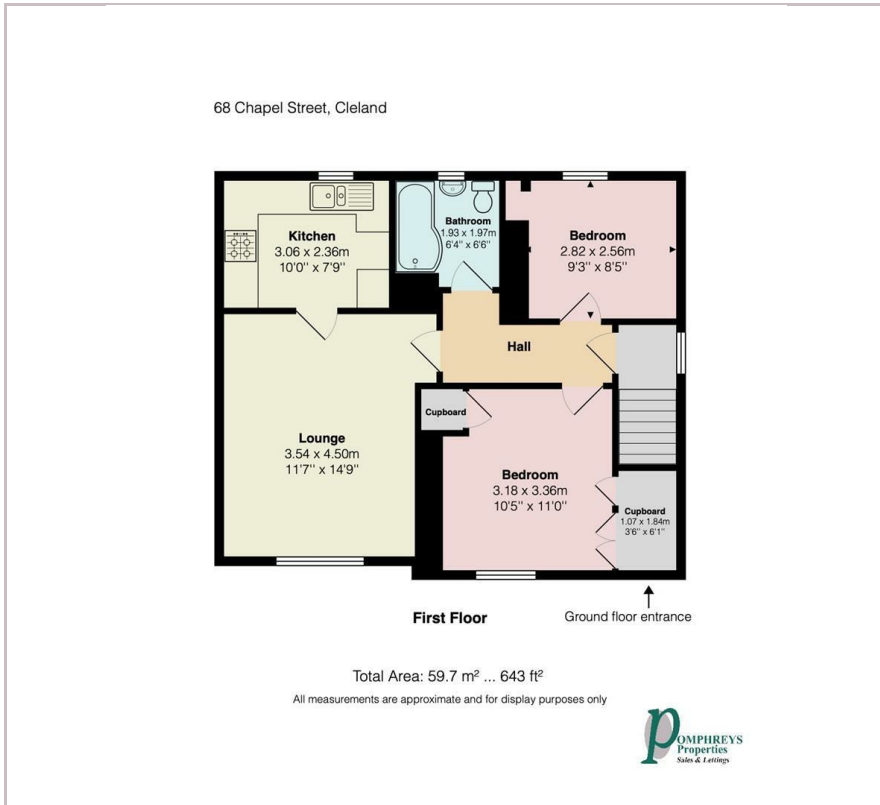 68 Chapel Street, Cleland
Kitchen
3.06 x 2.36m
10'0" x 7'9"
Bathroom
1.93 x 1.97m
6'4" x 6'6"
Bedroom
2.82 x 2.56m
9'3" x 8'5"
Hall
Cupboard
Lounge
3.54 x 4.50m
11'7" x 14'9"
Bedroom
3.18 x 3.36m
10'5" x 11'0"
Cupboard
1.07 x 1.84m
3'6" x 6'1"
First Floor
Ground floor entrance
Total Area: 59.7 m² ... 643 ft²
All measurements are approximate and for display purposes only
POMPHREYS
Properties
Sales & Lettings